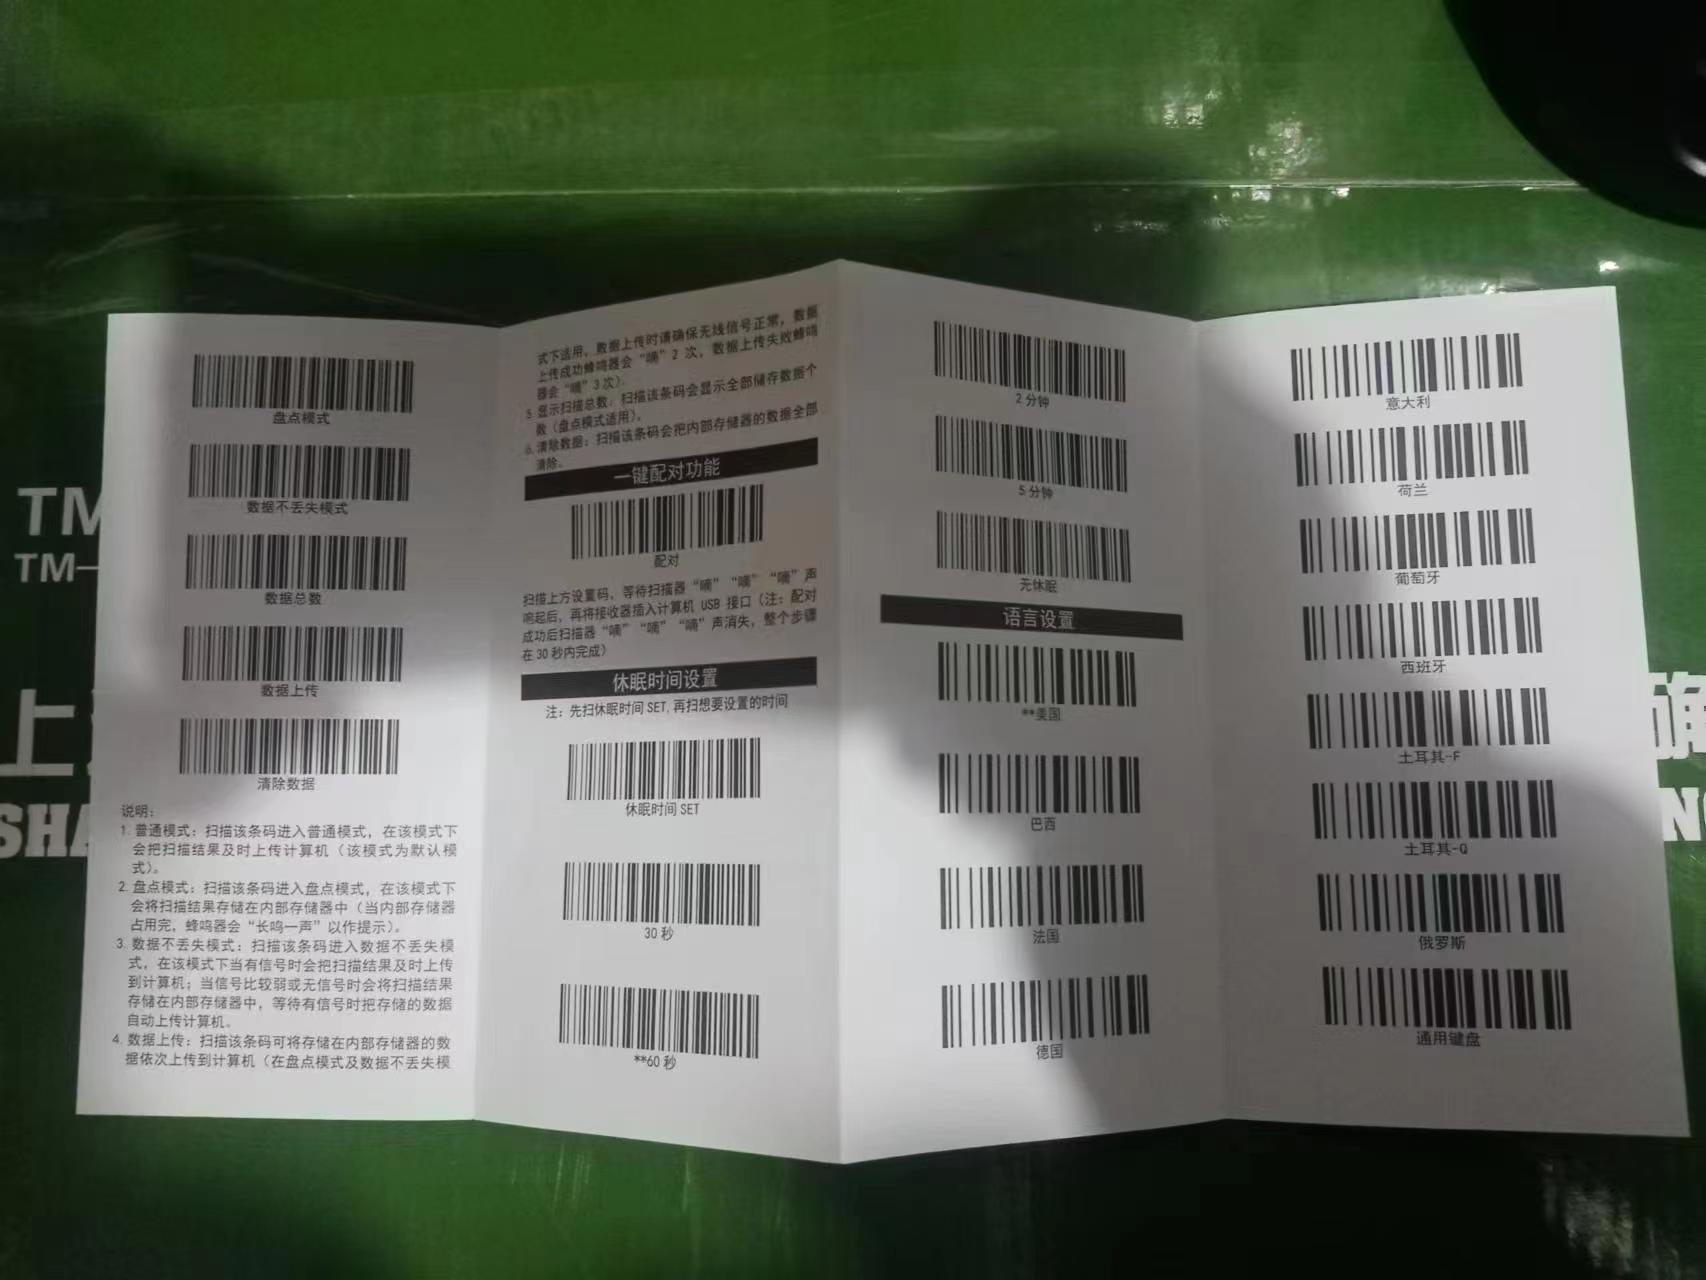 盘点模式
数据不丢失模式
数据总数
数据上传
清除数据
说明：
1. 普通模式：扫描该条码进入普通模式，在该模式下
会把扫描结果及时上传计算机（该模式为默认模
式）。
2. 盘点模式：扫描该条码进入盘点模式，在该模式下
会将扫描结果存储在内部存储器中（当内部存储器
占用完，蜂鸣器会“长鸣一声”以作提示）。
3. 数据不丢失模式：扫描该条码进入数据不丢失模
式，在该模式下当有信号时会把扫描结果及时上传
到计算机；当信号比较弱或无信号时会将扫描结果
存储在内部存储器中，等待有信号时把存储的数据
自动上传计算机。
4. 数据上传：扫描该条码可将存储在内部存储器的数
据依次上传到计算机（在盘点模式及数据不丢失模
式下适用，数据上传时请确保无线信号正常，数据
上传成功蜂鸣器会“嘀”2 次，数据上传失败蜂鸣
器会“嘀”3 次）.
5. 显示扫描总数：扫描该条码会显示全部储存数据个
数（盘点模式适用）。
6. 清除数据：扫描该条码会把内部存储器的数据全部
清除。
一键配对功能
配对
扫描上方设置码，等待扫描器“嘀”“嘀”“嘀”声
响起后，再将接收器插入计算机 USB 接口（注：配对
成功后扫描器“嘀”“嘀”“嘀”声消失，整个步骤
在 30 秒内完成）
休眠时间设置
注：先扫休眠时间 SET, 再扫想要设置的时间
休眠时间 SET
30 秒
**60 秒
2 分钟
5 分钟
无休眠
语言设置
**美国
巴西
法国
德国
意大利
荷兰
葡萄牙
西班牙
土耳其-F
土耳其-Q
俄罗斯
通用键盘
TM
TM-
上
SHA
确